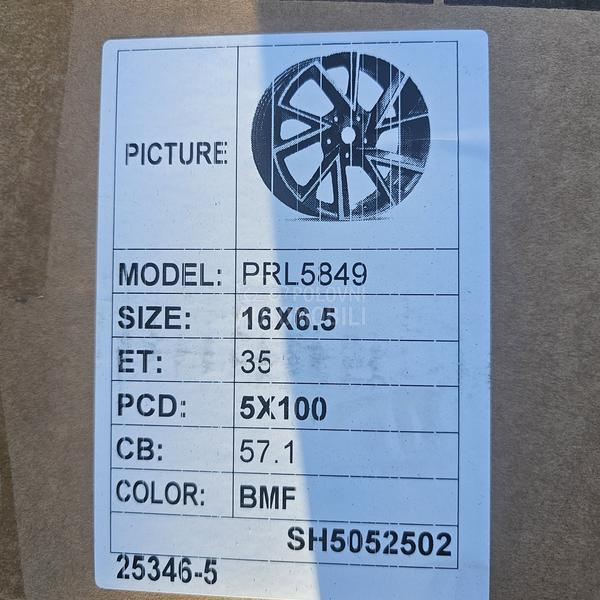 PICTURE:
MODEL: PRL5849
SIZE: 16X6.5
ET: 35
PCD: 5X100
CB: 57.1
COLOR: BMF
SH5052502
25346-5